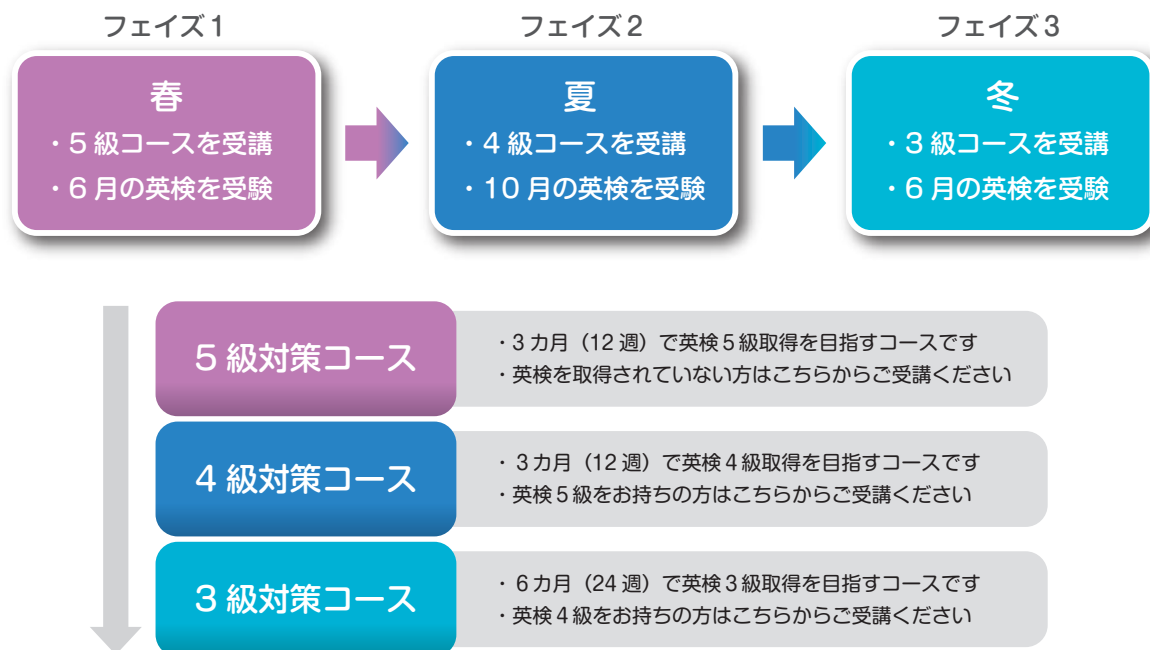 フェイズ1
春
・5級コースを受講
・6月の英検を受験
フェイズ2
夏
・4級コースを受講
・10月の英検を受験
フェイズ3
冬
・3級コースを受講
・6月の英検を受験
5級対策コース
・3カ月（12週）で英検5級取得を目指すコースです
・英検を取得されていない方はこちらからご受講ください
4級対策コース
・3カ月（12週）で英検4級取得を目指すコースです
・英検5級をお持ちの方はこちらからご受講ください
3級対策コース
・6カ月（24週）で英検3級取得を目指すコースです
・英検4級をお持ちの方はこちらからご受講ください